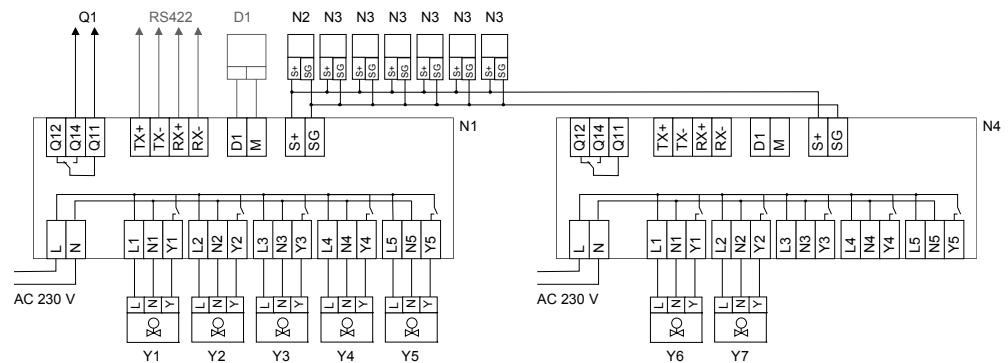 Q1 RS422 D1 N2 N3 N3 N3 N3 N3 N3
S+ SG S+ SG S+ SG S+ SG S+ SG S+ SG S+ SG
N1 N4
Q12 Q14 Q11 TX+ TX- RX+ RX- D1 M S+ SG Q12 Q14 Q11 TX+ TX- RX+ RX- D1 M S+ SG
L N L1 N1 Y1 L2 N2 Y2 L3 N3 Y3 L4 N4 Y4 L5 N5 Y5 L N L1 N1 Y1 L2 N2 Y2 L3 N3 Y3 L4 N4 Y4 L5 N5 Y5
AC 230 V L N Y L N Y L N Y L N Y L N Y AC 230 V L N Y L N Y
Y1 Y2 Y3 Y4 Y5 Y6 Y7